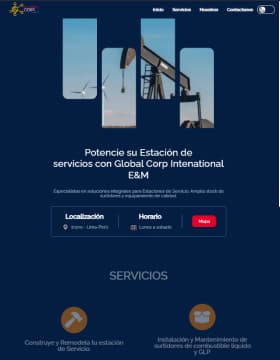 CORP.
Inicio Servicios Nosotros Contactanos
Potencie su Estación de
servicios con Global Corp Intenational
E&M
Especialistas en soluciones integrales para Estaciones de Servicio. Amplio stock de
surtidores y equipamiento de calidad.
Localización Horario
- Lima-Perú Lunes a sabado Mapa
SERVICIOS
Construye y Remodela tu estación
de Servicio.
Instalación y Mantenimiento de
surtidores de combustible líquido
y GLP.